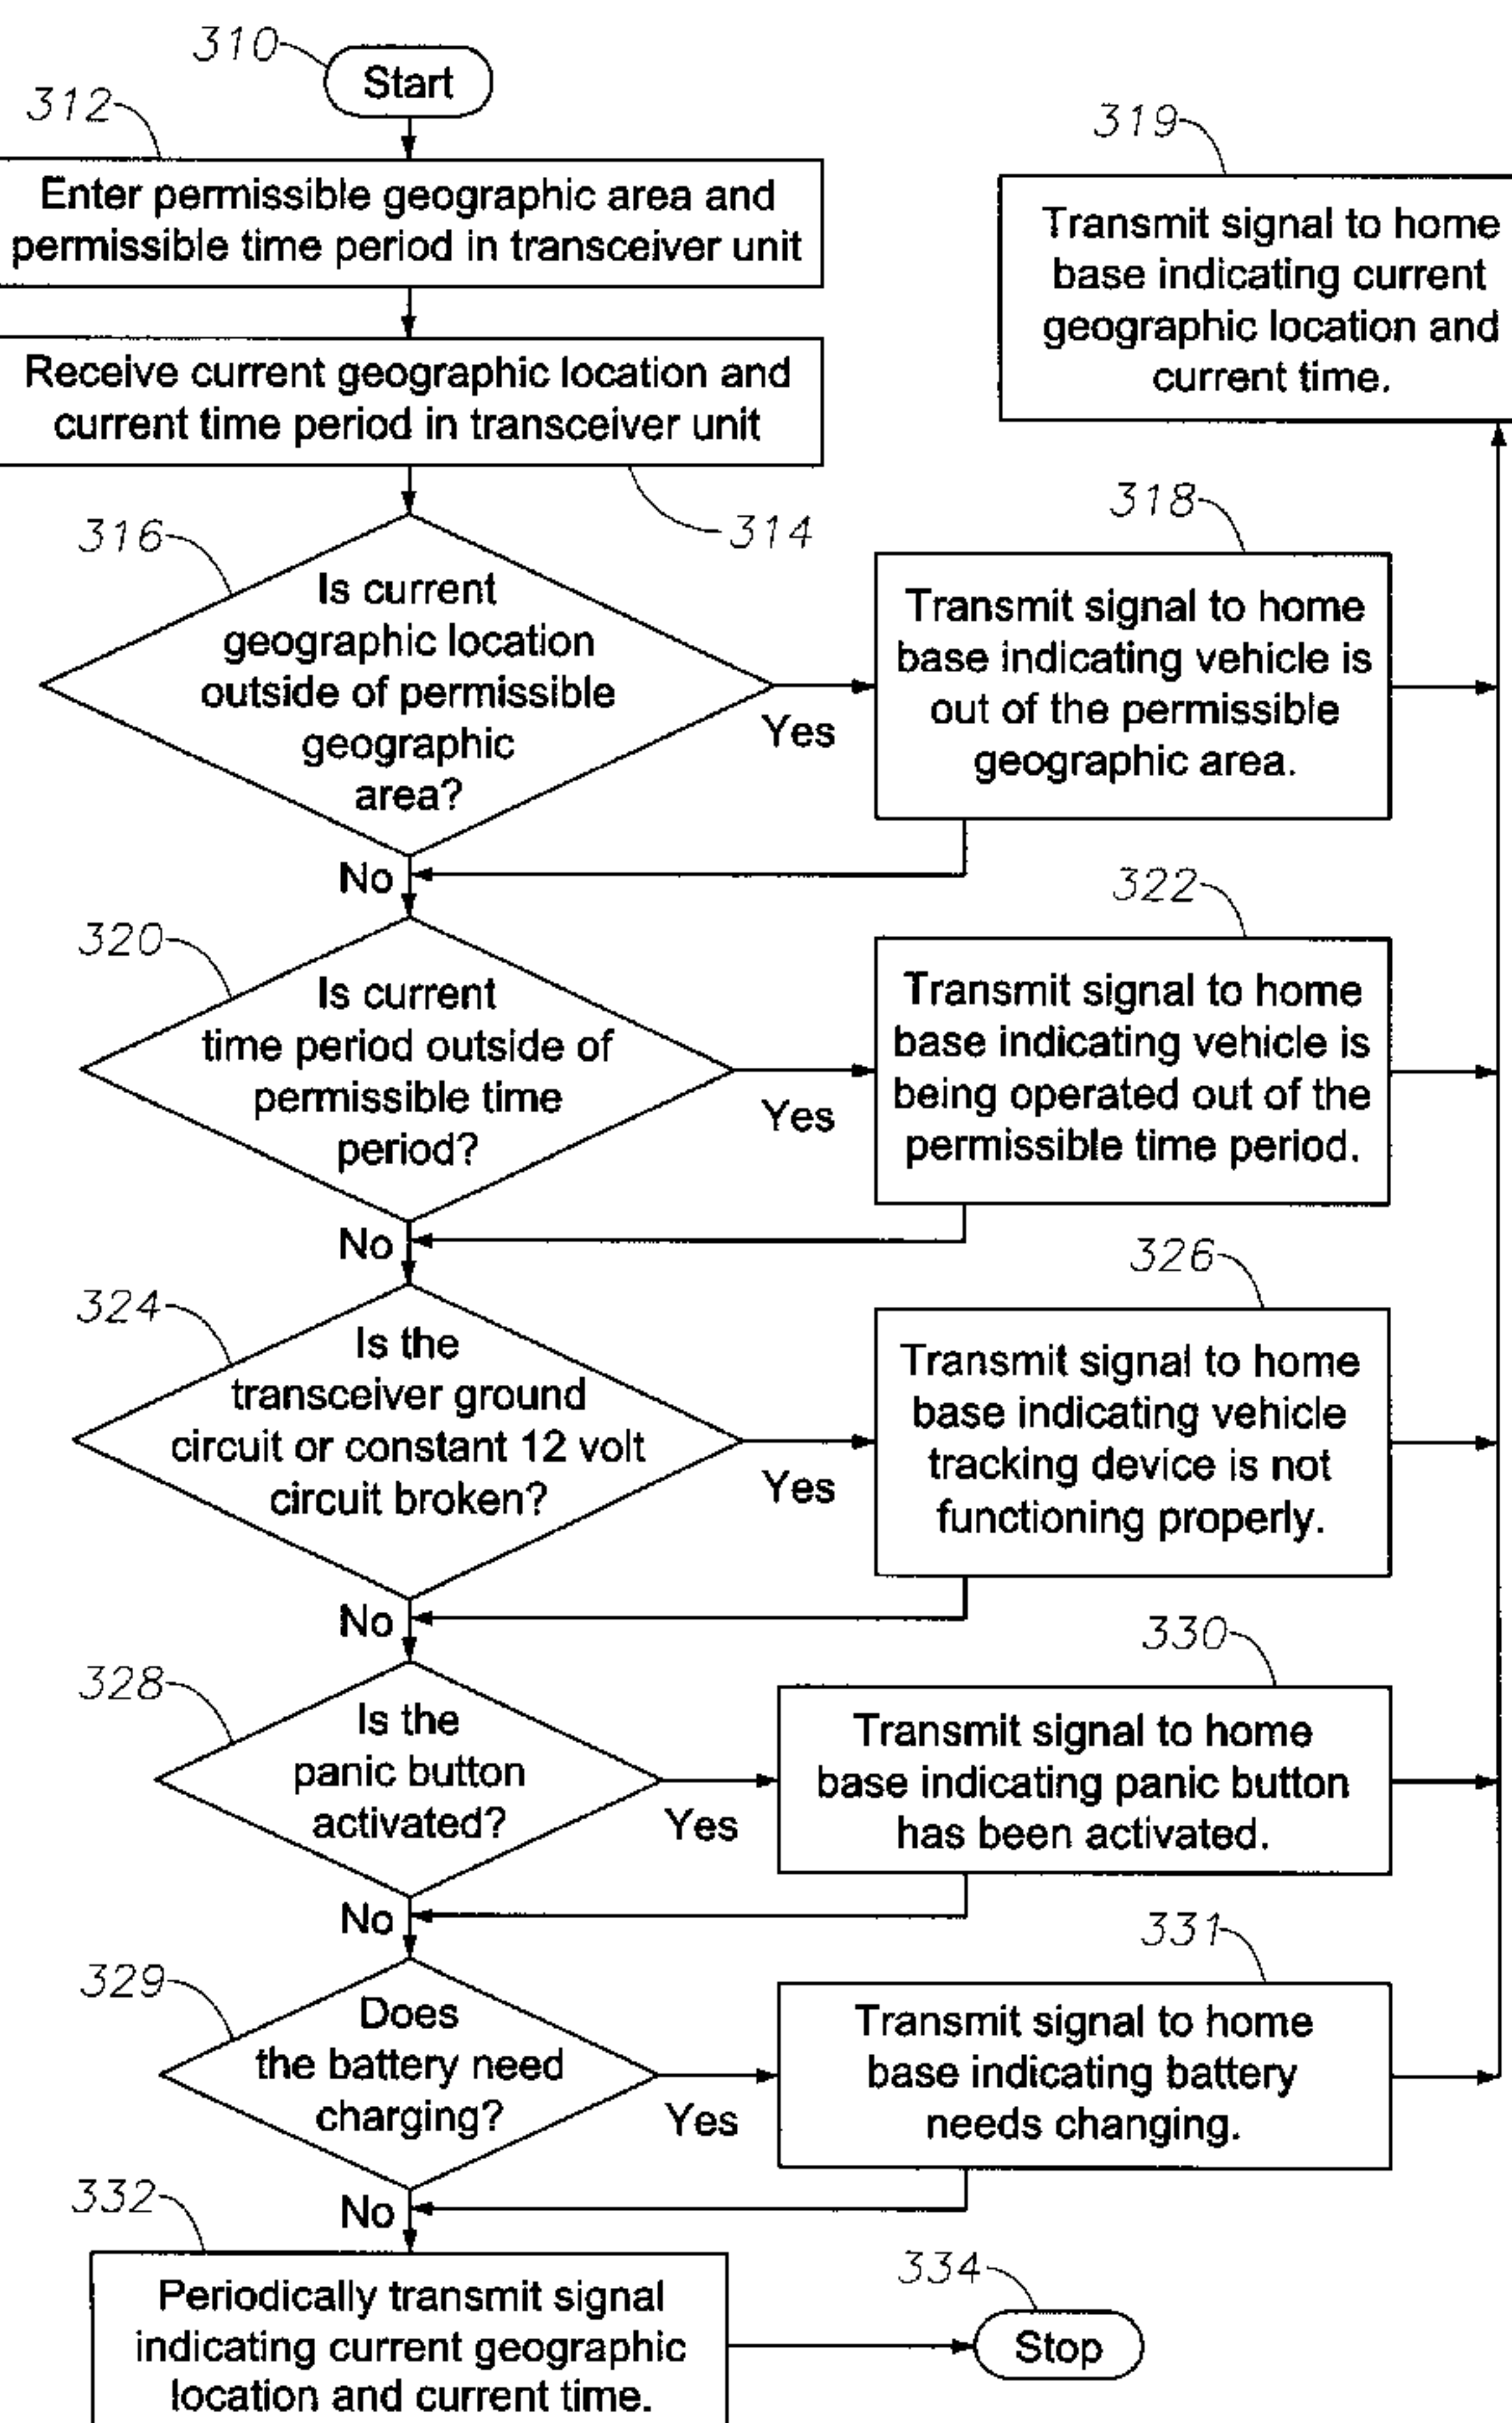 310
Start
312
Enter permissible geographic area and
permissible time period in transceiver unit
319
Transmit signal to home
base indicating current
geographic location and
current time.
Receive current geographic location and
current time period in transceiver unit
314
316
Is current
geographic location
outside of permissible
geographic
area?
Yes
No
318
Transmit signal to home
base indicating vehicle is
out of the permissible
geographic area.
320
Is current
time period outside of
permissible time
period?
Yes
No
322
Transmit signal to home
base indicating vehicle is
being operated out of the
permissible time period.
324
Is the
transceiver ground
circuit or constant 12 volt
circuit broken?
Yes
No
326
Transmit signal to home
base indicating vehicle
tracking device is not
functioning properly.
328
Is the
panic button
activated?
Yes
No
330
Transmit signal to home
base indicating panic button
has been activated.
329
Does
the battery need
charging?
Yes
No
331
Transmit signal to home
base indicating battery
needs changing.
332
Periodically transmit signal
indicating current geographic
location and current time.
334
Stop